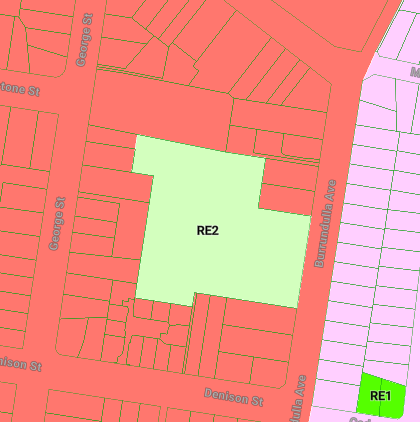 George St
tone St
George St
Burrundulla Ave
RE2
nison St
Denison St
dulla Ave
RE1